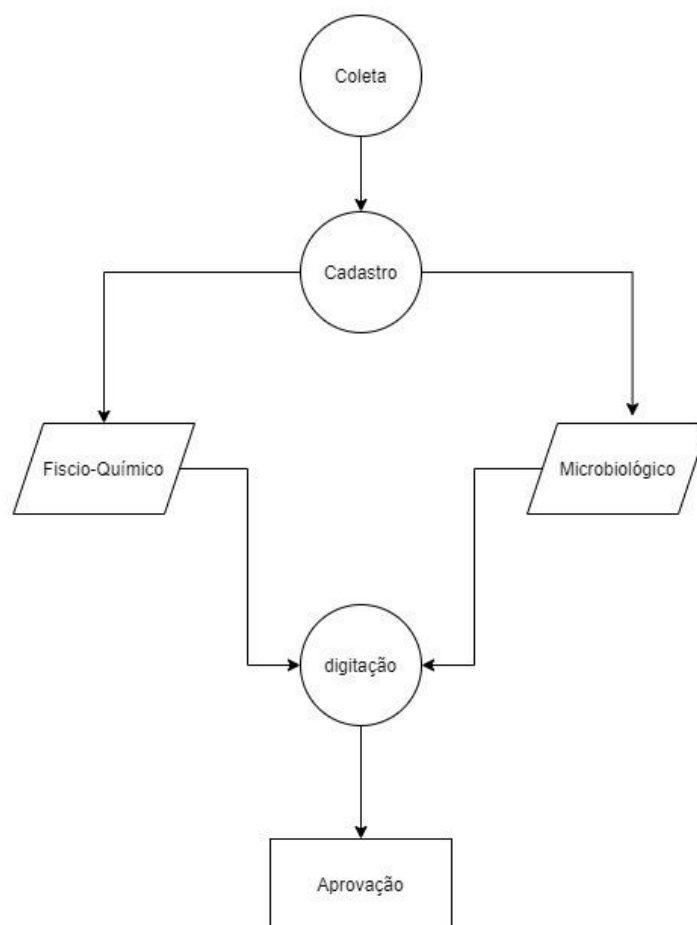 Coleta
Cadastro
Fiscio-Químico
Microbiológico
digitação
Aprovação